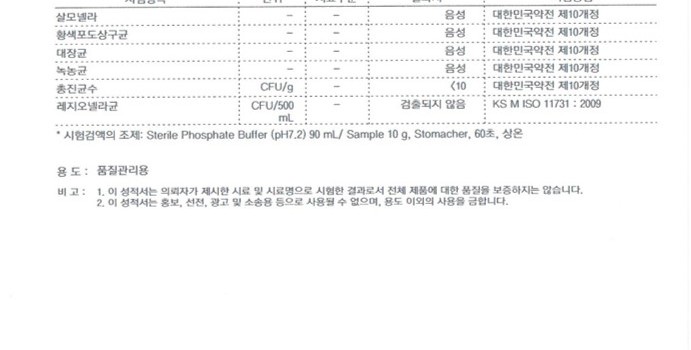 살모넬라 - - 음성 대한민국약전 제10개정
황색포도상구균 - - 음성 대한민국약전 제10개정
대장균 - - 음성 대한민국약전 제10개정
녹농균 - - 음성 대한민국약전 제10개정
총진균수 CFU/g - <10 대한민국약전 제10개정
레지오넬라균 CFU/500 mL - 검출되지 않음 KS M ISO 11731 : 2009
* 시험검액의 조제: Sterile Phosphate Buffer (pH7.2) 90 mL/ Sample 10 g, Stomacher, 60초, 상온
용 도 : 품질관리용
비 고 : 1. 이 성적서는 의뢰자가 제시한 시료 및 시료명으로 시험한 결과로서 전체 제품에 대한 품질을 보증하지는 않습니다.
2. 이 성적서는 홍보, 선전, 광고 및 소송용 등으로 사용될 수 없으며, 용도 이외의 사용을 금합니다.